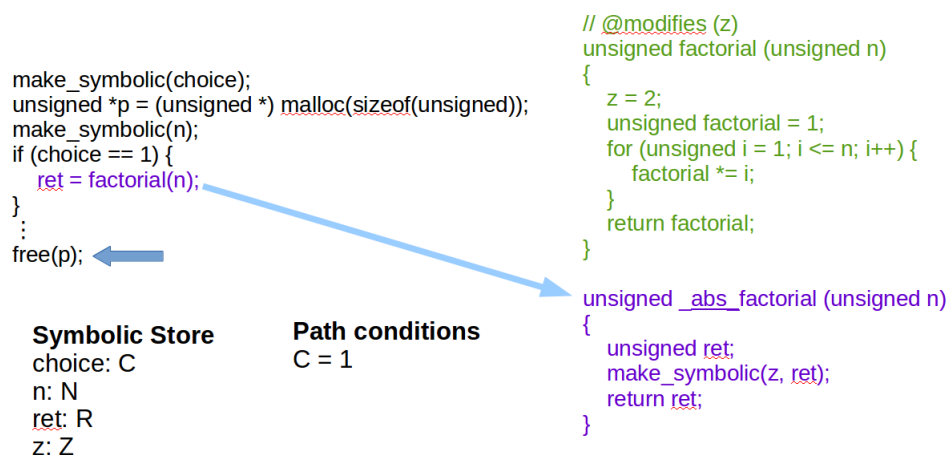 make_symbolic(choice);
unsigned *p = (unsigned *) malloc(sizeof(unsigned));
make_symbolic(n);
if (choice == 1) {
ret = factorial(n);
}
⋮
free(p);
Symbolic Store
choice: C
n: N
ret: R
z: Z
Path conditions
C = 1
// @modifies (z)
unsigned factorial (unsigned n)
{
z = 2;
unsigned factorial = 1;
for (unsigned i = 1; i <= n; i++) {
factorial *= i;
}
return factorial;
}
unsigned _abs_factorial (unsigned n)
{
unsigned ret;
make_symbolic(z, ret);
return ret;
}